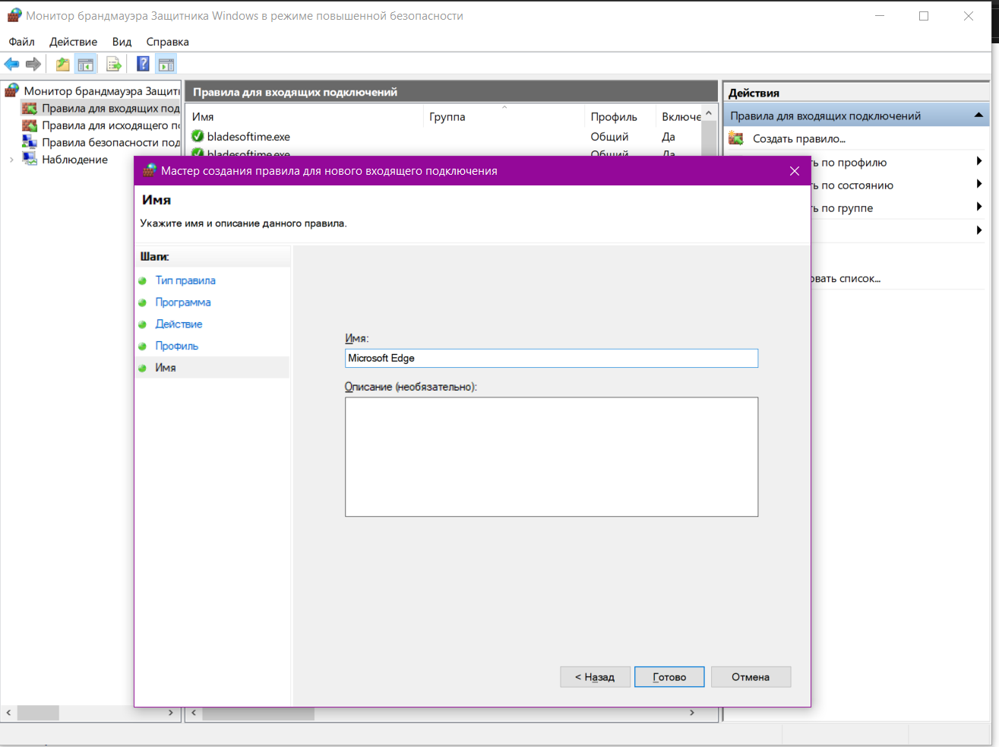 Монитор брандмауэра Защитника Windows в режиме повышенной безопасности
Файл Действие Вид Справка
Монитор брандмауэра Защит
Правила для входящих под
Правила для исходящего п
Правила безопасности под
Наблюдение
Правила для входящих подключений
Имя Группа Профиль Включе
bladesoftime.exe Общий Да
bladesoftime.exe Общий Да
Действия
Правила для входящих подключений
Создать правило...
ь по профилю
ь по состоянию
ь по группе
овать список...
Мастер создания правила для нового входящего подключения
Имя
Укажите имя и описание данного правила.
Шаги:
Тип правила
Программа
Действие
Профиль
Имя
Имя:
Microsoft Edge
Описание (необязательно):
< Назад Готово Отмена